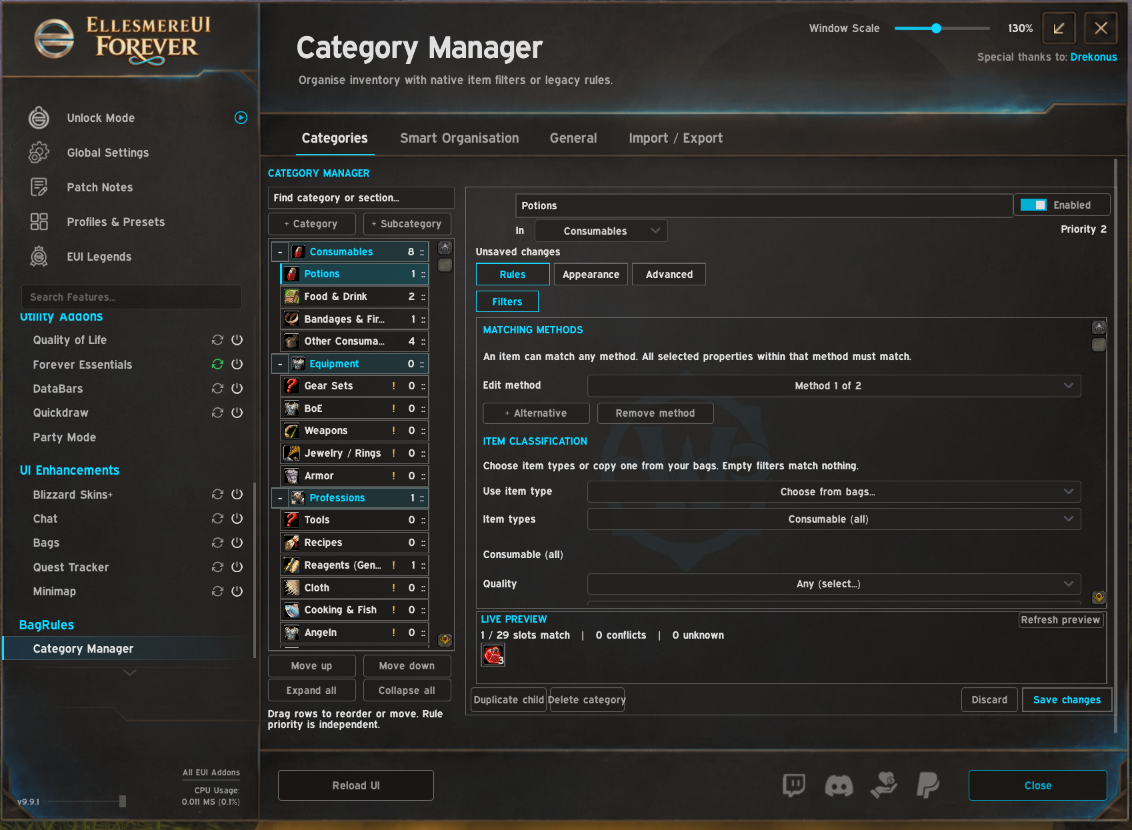 ELLESMEREUI
FOREVER
Unlock Mode
Global Settings
Patch Notes
Profiles & Presets
EUI Legends
Search Features...
Utility Addons
Quality of Life
Forever Essentials
DataBars
Quickdraw
Party Mode
UI Enhancements
Blizzard Skins+
Chat
Bags
Quest Tracker
Minimap
BagRules
Category Manager
All EUI Addons
CPU Usage:
v9.9.1
0.011 MS (0.1%)
Category Manager
Organise inventory with native item filters or legacy rules.
Window Scale 130%
Special thanks to: Drekonus
Categories Smart Organisation General Import / Export
CATEGORY MANAGER
Find category or section...
+ Category + Subcategory
- Consumables 8 ::
Potions 1 ::
Food & Drink 2 ::
Bandages & Fir... 1 ::
Other Consuma... 4 ::
- Equipment 0 ::
Gear Sets ! 0 ::
BoE ! 0 ::
Weapons ! 0 ::
Jewelry / Rings ! 0 ::
Armor ! 0 ::
- Professions 1 ::
Tools 0 ::
Recipes 0 ::
Reagents (Gen... ! 1 ::
Cloth ! 0 ::
Cooking & Fish ! 0 ::
Angeln ! 0 ::
Move up Move down
Expand all Collapse all
Drag rows to reorder or move. Rule
priority is independent.
Potions Enabled
In Consumables Priority 2
Unsaved changes
Rules Appearance Advanced
Filters
MATCHING METHODS
An item can match any method. All selected properties within that method must match.
Edit method Method 1 of 2
+ Alternative Remove method
ITEM CLASSIFICATION
Choose item types or copy one from your bags. Empty filters match nothing.
Use item type Choose from bags...
Item types Consumable (all)
Consumable (all)
Quality Any (select...)
LIVE PREVIEW Refresh preview
1 / 29 slots match | 0 conflicts | 0 unknown
3
Duplicate child Delete category Discard Save changes
Reload UI Close